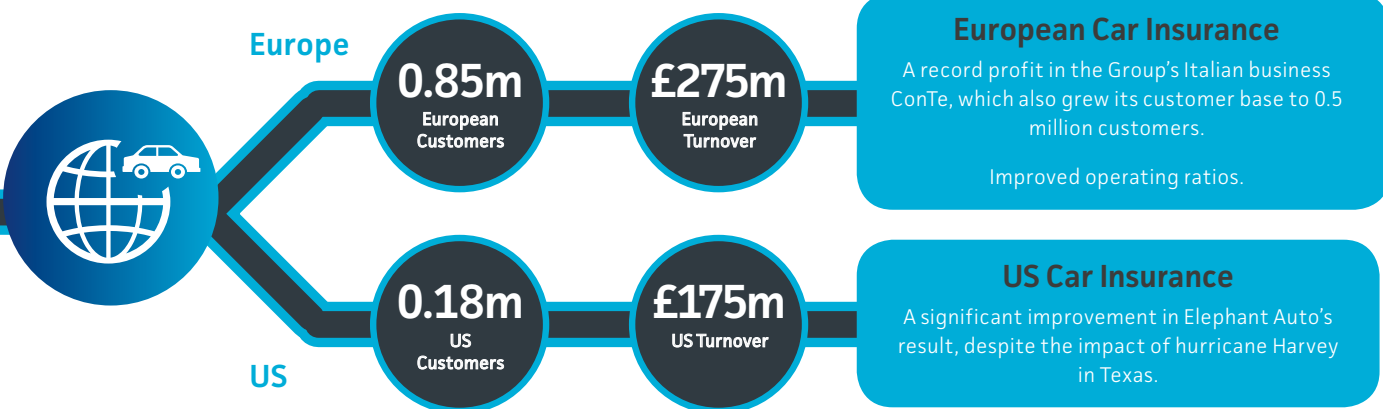 Europe
0.85m
European
Customers
£275m
European
Turnover
European Car Insurance
A record profit in the Group's Italian business
ConTe, which also grew its customer base to 0.5
million customers.
Improved operating ratios.
US
0.18m
US
Customers
£175m
US Turnover
US Car Insurance
A significant improvement in Elephant Auto's
result, despite the impact of hurricane Harvey
in Texas.